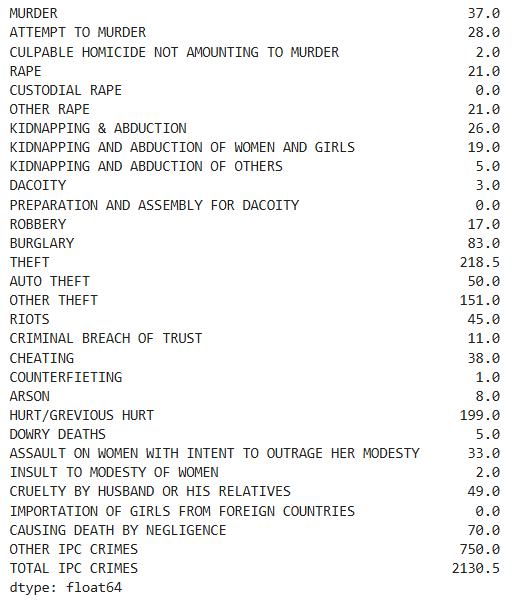 MURDER 37.0
ATTEMPT TO MURDER 28.0
CULPABLE HOMICIDE NOT AMOUNTING TO MURDER 2.0
RAPE 21.0
CUSTODIAL RAPE 0.0
OTHER RAPE 21.0
KIDNAPPING & ABDUCTION 26.0
KIDNAPPING AND ABDUCTION OF WOMEN AND GIRLS 19.0
KIDNAPPING AND ABDUCTION OF OTHERS 5.0
DACOITY 3.0
PREPARATION AND ASSEMBLY FOR DACOITY 0.0
ROBBERY 17.0
BURGLARY 83.0
THEFT 218.5
AUTO THEFT 50.0
OTHER THEFT 151.0
RIOTS 45.0
CRIMINAL BREACH OF TRUST 11.0
CHEATING 38.0
COUNTERFIETING 1.0
ARSON 8.0
HURT/GREVIOUS HURT 199.0
DOWRY DEATHS 5.0
ASSAULT ON WOMEN WITH INTENT TO OUTRAGE HER MODESTY 33.0
INSULT TO MODESTY OF WOMEN 2.0
CRUELTY BY HUSBAND OR HIS RELATIVES 49.0
IMPORTATION OF GIRLS FROM FOREIGN COUNTRIES 0.0
CAUSING DEATH BY NEGLIGENCE 70.0
OTHER IPC CRIMES 750.0
TOTAL IPC CRIMES 2130.5
dtype: float64